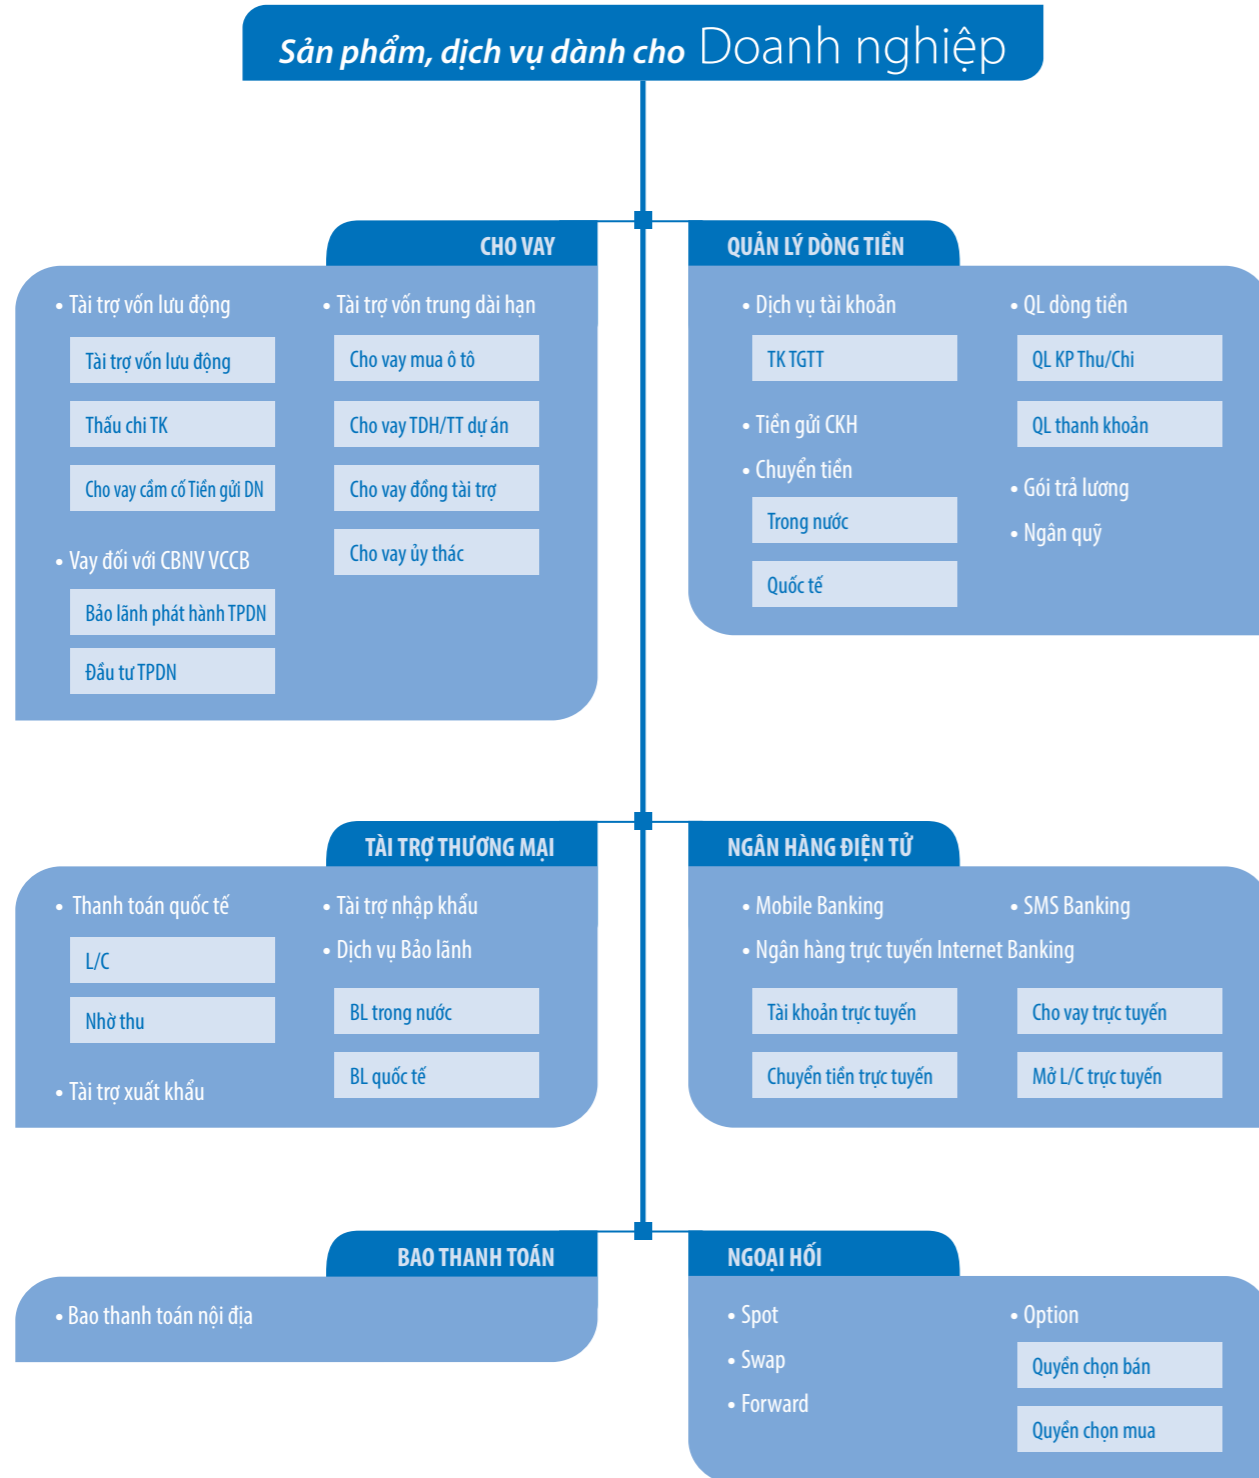 Sản phẩm, dịch vụ dành cho Doanh nghiệp
CHO VAY
• Tài trợ vốn lưu động
Tài trợ vốn lưu động
Thấu chi TK
Cho vay cầm cố Tiền gửi DN
• Vay đối với CBNV VCCB
Bảo lãnh phát hành TPDN
Đầu tư TPDN
• Tài trợ vốn trung dài hạn
Cho vay mua ô tô
Cho vay TDH/TT dự án
Cho vay đồng tài trợ
Cho vay ủy thác
QUẢN LÝ DÒNG TIỀN
• Dịch vụ tài khoản
TK TGTT
• Tiền gửi CKH
• Chuyển tiền
Trong nước
Quốc tế
• QL dòng tiền
QL KP Thu/Chi
QL thanh khoản
• Gói trả lương
• Ngân quỹ
TÀI TRỢ THƯƠNG MẠI
• Thanh toán quốc tế
L/C
Nhờ thu
• Tài trợ xuất khẩu
• Tài trợ nhập khẩu
• Dịch vụ Bảo lãnh
BL trong nước
BL quốc tế
NGÂN HÀNG ĐIỆN TỬ
• Mobile Banking
• SMS Banking
• Ngân hàng trực tuyến Internet Banking
Tài khoản trực tuyến
Cho vay trực tuyến
Chuyển tiền trực tuyến
Mở L/C trực tuyến
BAO THANH TOÁN
• Bao thanh toán nội địa
NGOẠI HỐI
• Spot
• Swap
• Forward
• Option
Quyền chọn bán
Quyền chọn mua